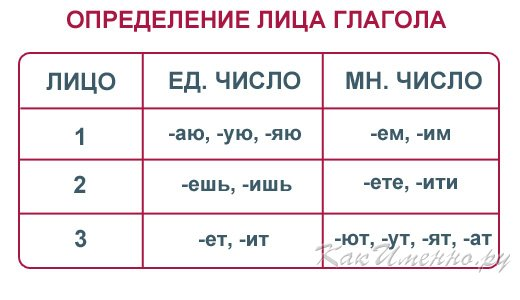 ОПРЕДЕЛЕНИЕ ЛИЦА ГЛАГОЛА
ЛИЦО ЕД. ЧИСЛО МН. ЧИСЛО
1 -аю, -ую, -яю -ем, -им
2 -ешь, -ишь -ете, -ити
3 -ет, -ит -ют, -ут, -ят, -ат
КакИменно.ру